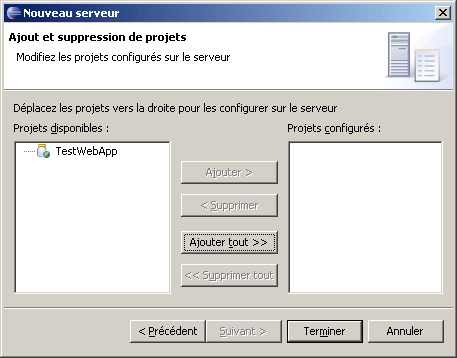 Nouveau serveur
Ajout et suppression de projets
Modifiez les projets configurés sur le serveur
Déplacez les projets vers la droite pour les configurer sur le serveur
Projets disponibles :
Projets configurés :
TestWebApp
Ajouter >
< Supprimer
Ajouter tout >>
<< Supprimer tout
< Précédent
Suivant >
Terminer
Annuler